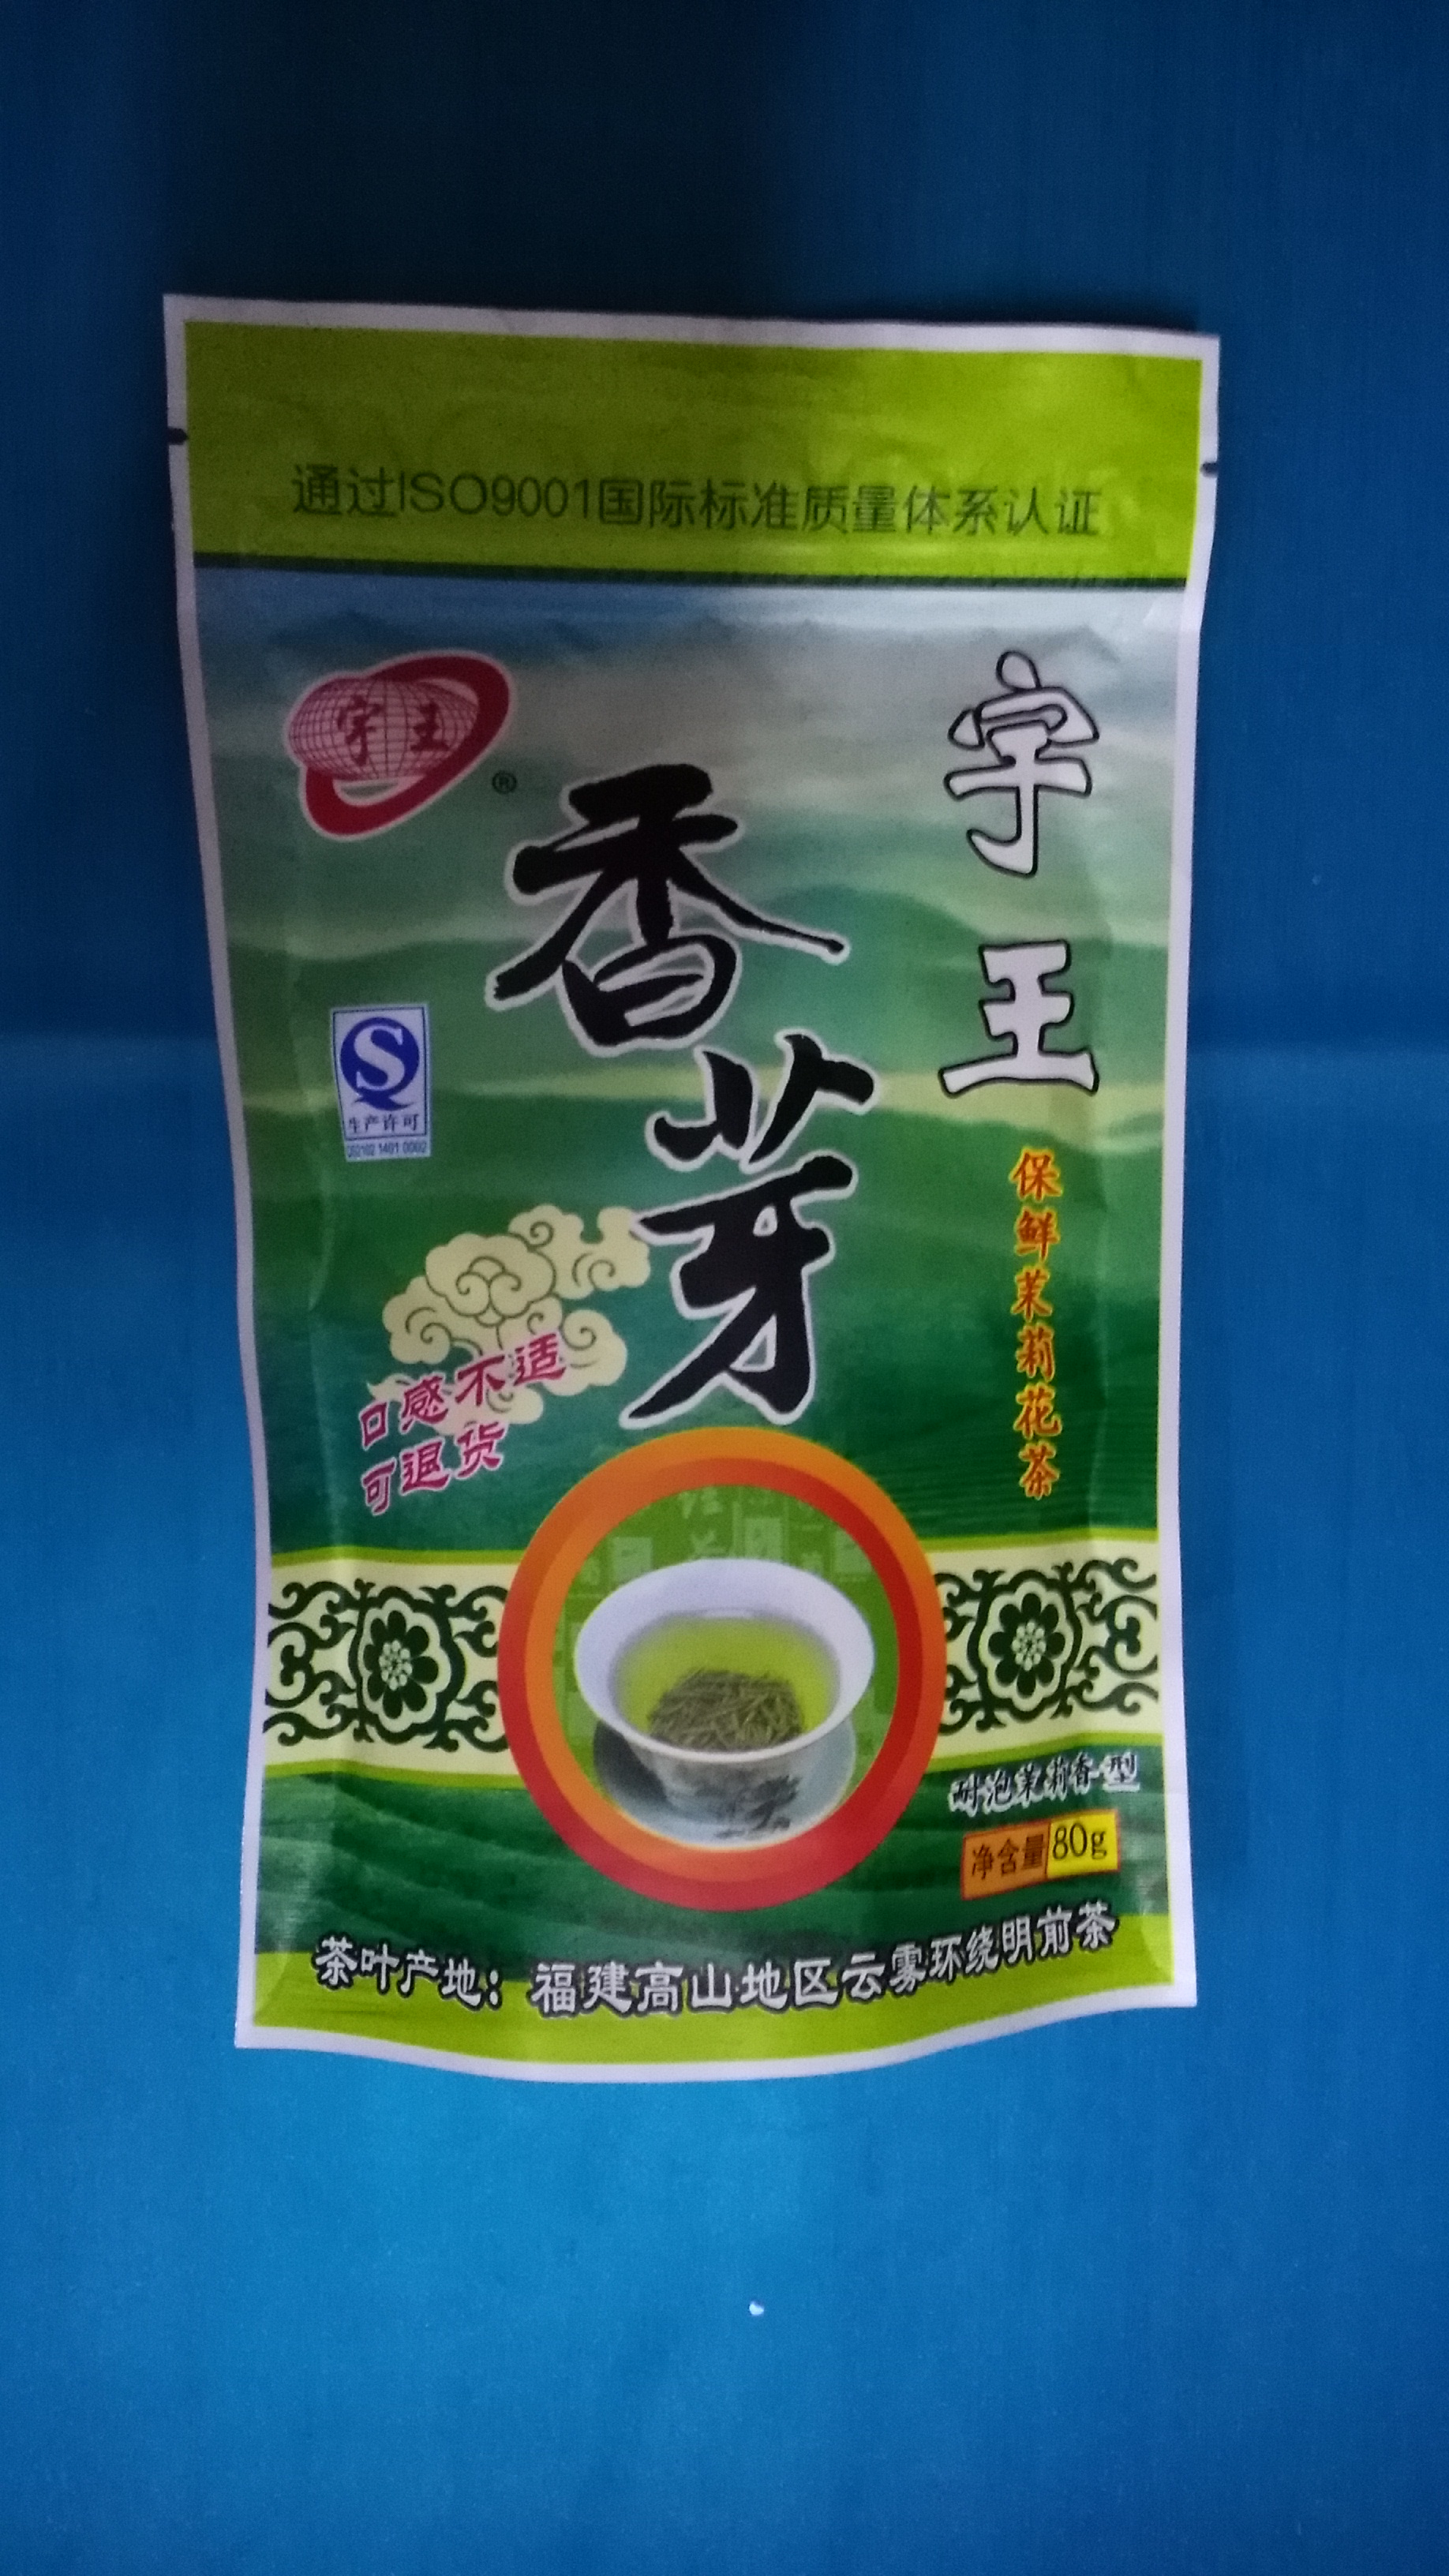 通过ISO9001国际标准质量体系认证
宇王
®
宇王
香芽
保鲜茉莉花茶
S
生产许可
口感不适
可退货
耐泡茉莉香型
净含量 80g
茶叶产地：福建高山地区云雾环绕明前茶